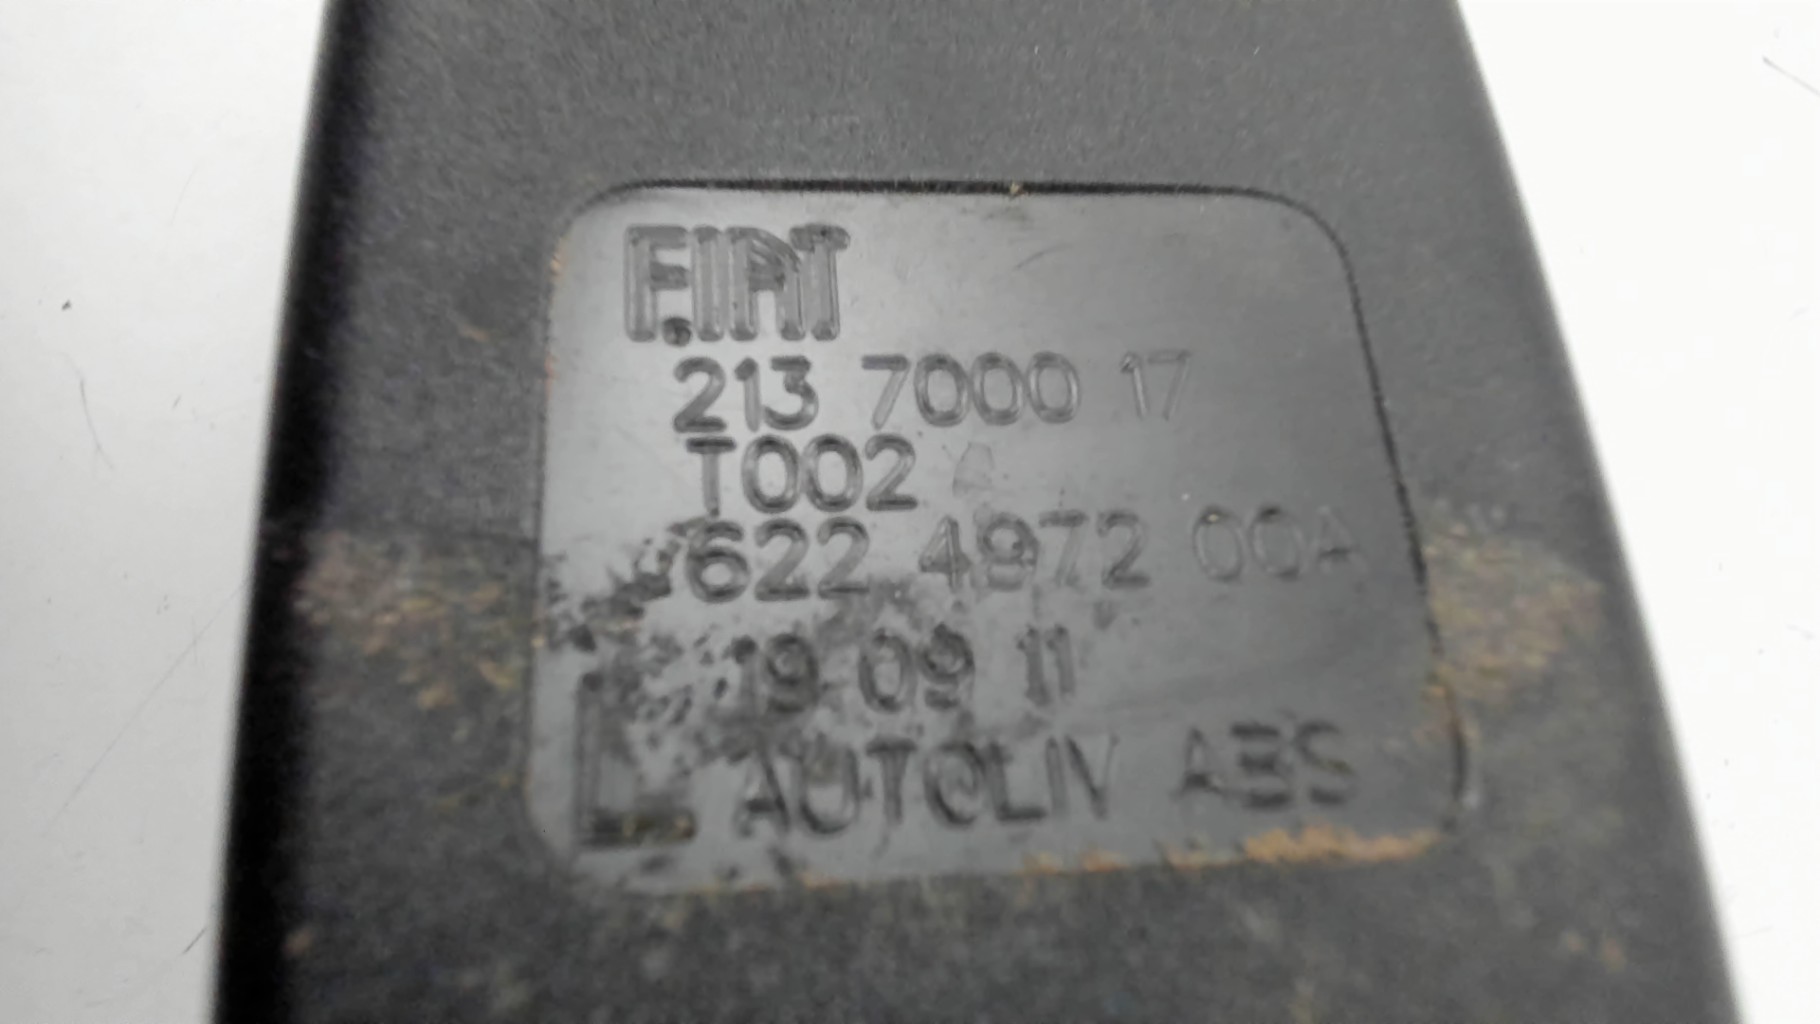 FIAT
213 7000 17
T002
622 4972 00A
19 09 11
L AUTOLIV ABS